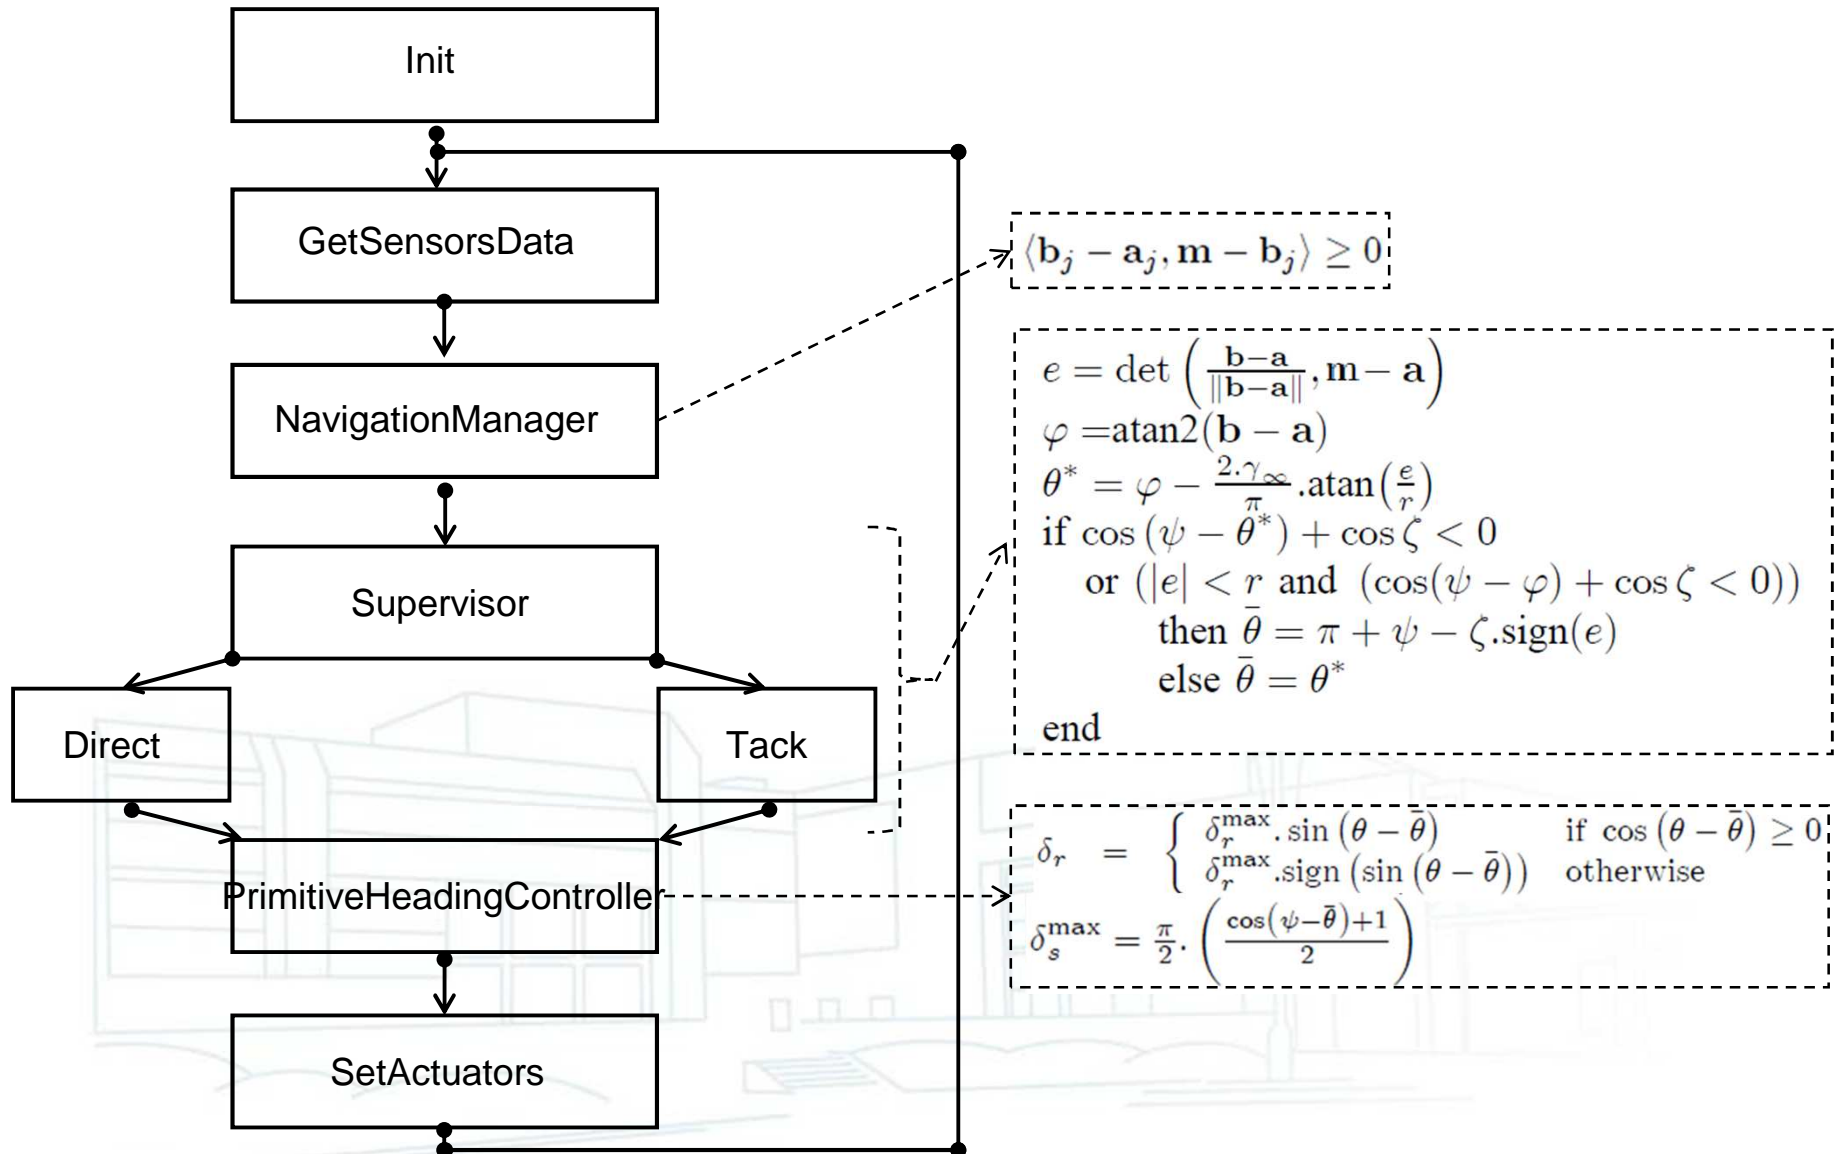 Init
GetSensorsData
NavigationManager
Supervisor
Direct
Tack
PrimitiveHeadingController
SetActuators
⟨b_j − a_j, m − b_j⟩ ≥ 0
e = det ( (b−a)/‖b−a‖ , m − a )
φ =atan2(b − a)
θ* = φ − (2.γ_∞)/π .atan(e/r)
if cos (ψ − θ*) + cos ζ < 0
or (|e| < r and (cos(ψ − φ) + cos ζ < 0))
then θ̄ = π + ψ − ζ.sign(e)
else θ̄ = θ*
end
δ_r = { δ_r^max . sin (θ − θ̄) if cos (θ − θ̄) ≥ 0
δ_r^max .sign (sin (θ − θ̄)) otherwise
δ_s^max = π/2 . ( (cos(ψ−θ̄)+1)/2 )